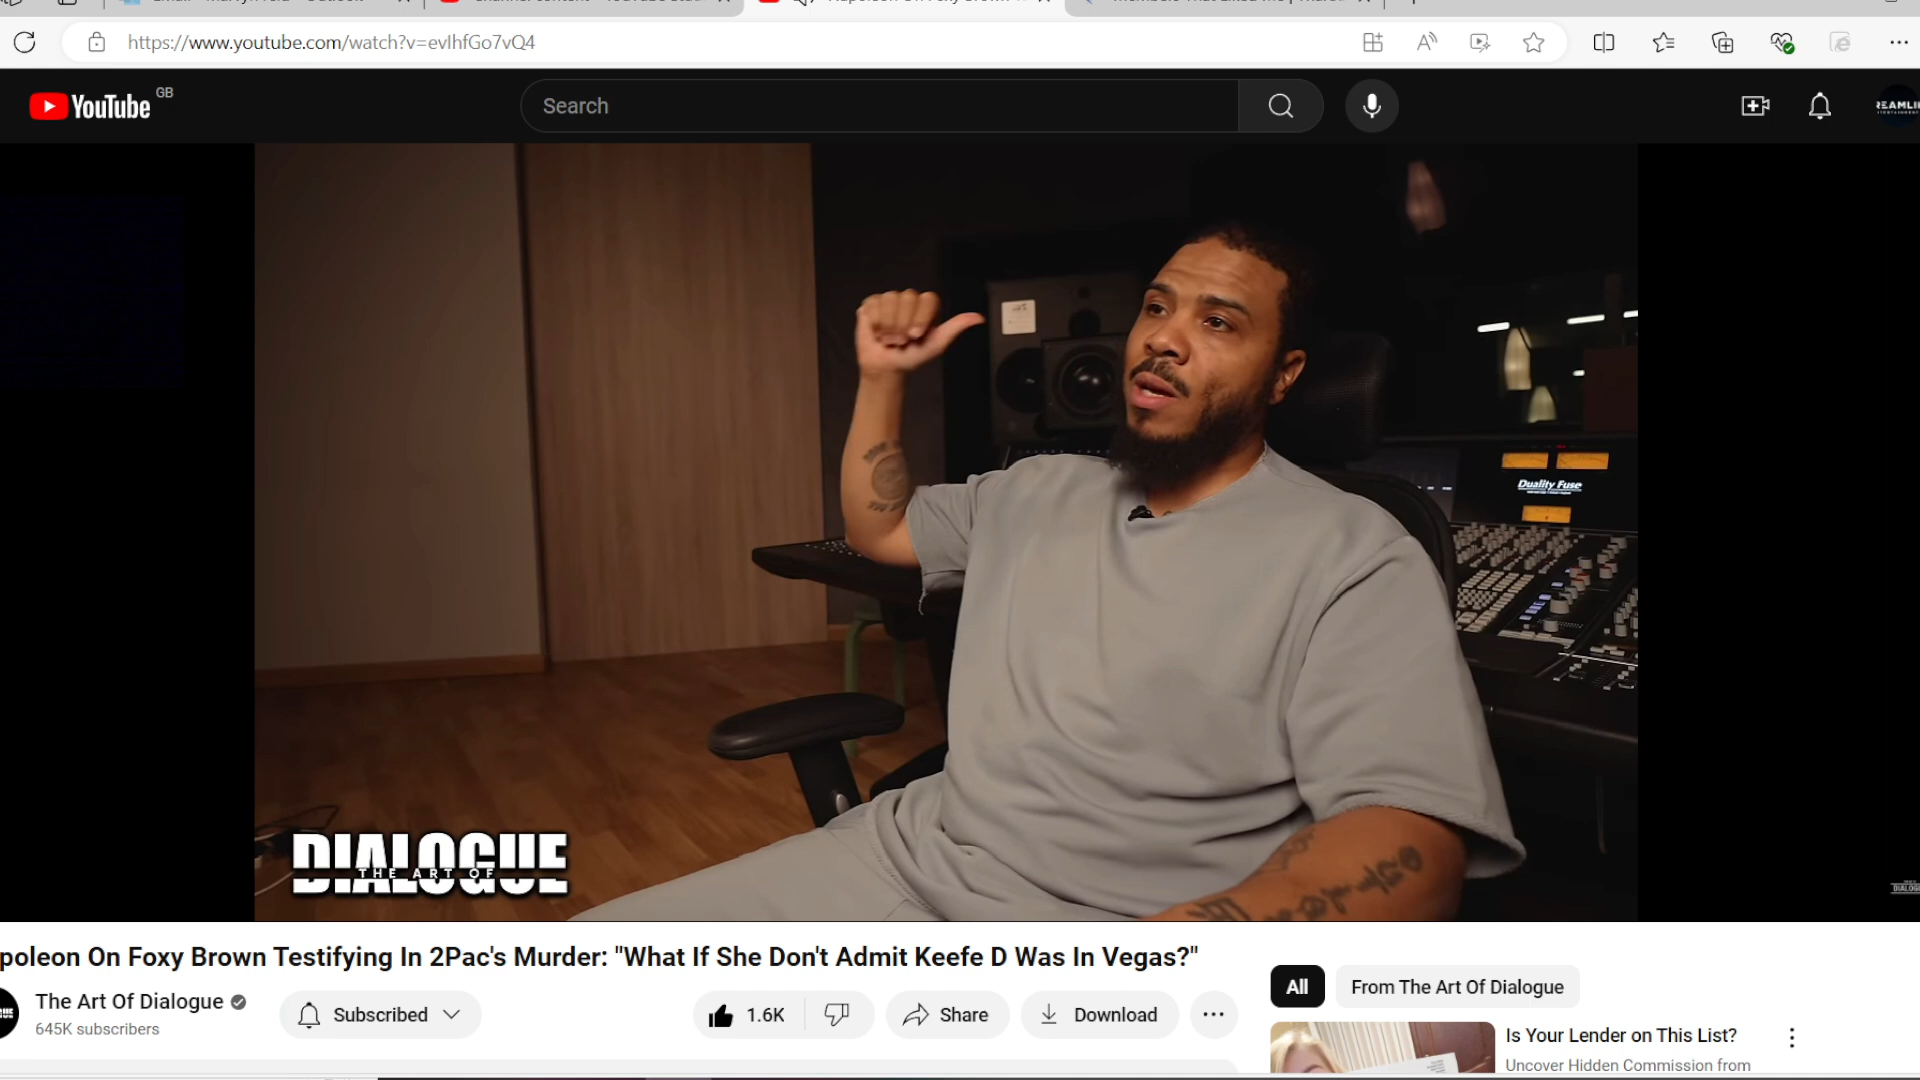 https://www.youtube.com/watch?v=evIhfGo7vQ4
YouTube GB
Search
Duality Fuse
DIALOGUE
THE ART OF
poleon On Foxy Brown Testifying In 2Pac's Murder: "What If She Don't Admit Keefe D Was In Vegas?"
The Art Of Dialogue
645K subscribers
Subscribed
1.6K
Share
Download
All
From The Art Of Dialogue
Is Your Lender on This List?
Uncover Hidden Commission from